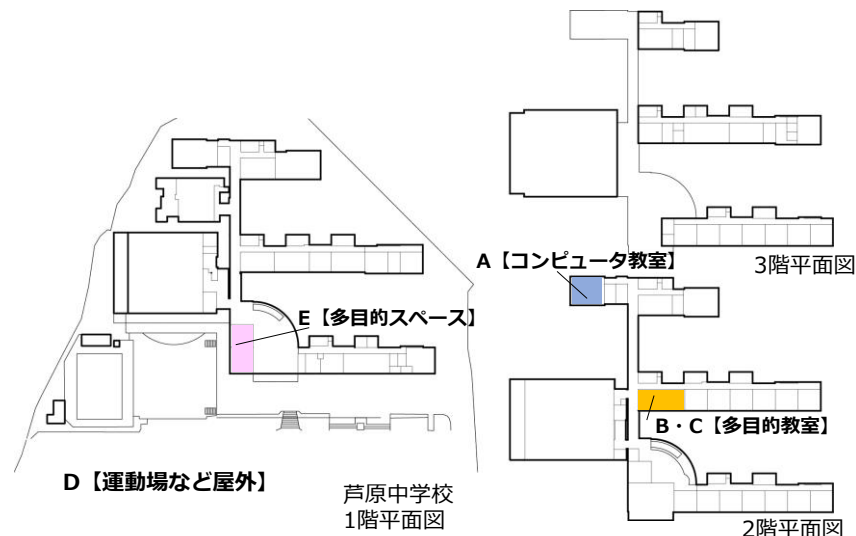 E【多目的スペース】
D【運動場など屋外】
芦原中学校
1階平面図
3階平面図
A【コンピュータ教室】
B・C【多目的教室】
2階平面図